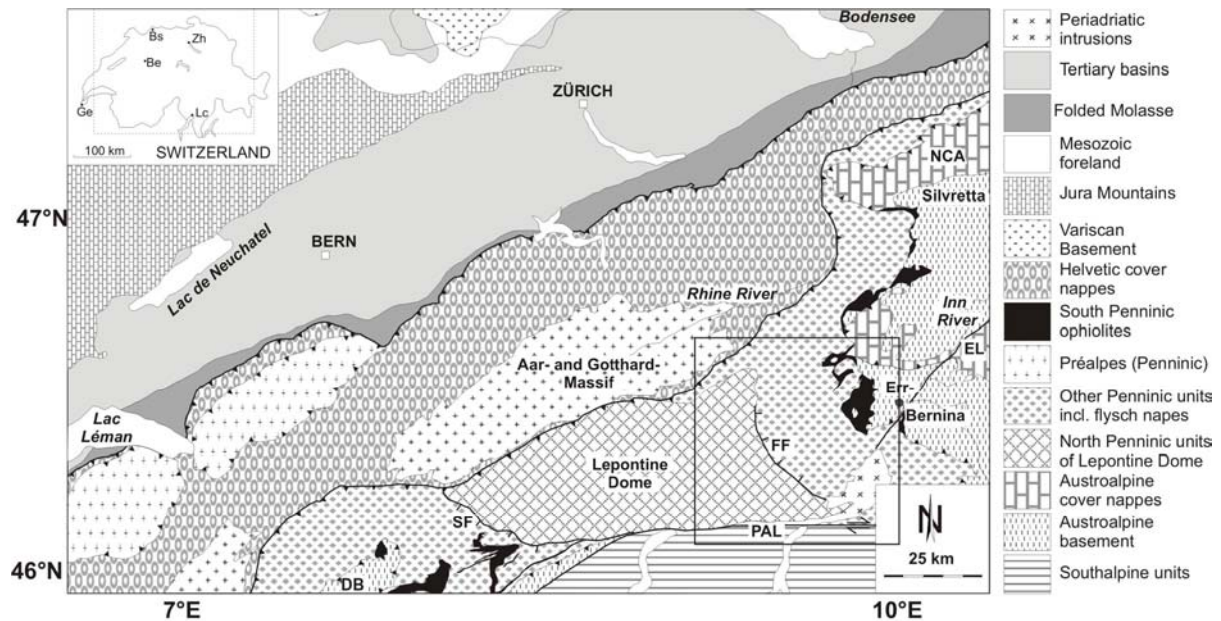 Bs
Zh
Be
Ge
Lc
100 km
SWITZERLAND
Bodensee
ZÜRICH
NCA
Silvretta
47°N
BERN
Lac de Neuchatel
Rhine River
Inn
River
EL
Aar- and Gotthard-
Massif
Err-
Bernina
Lac
Léman
FF
Lepontine
Dome
SF
PAL
N
25 km
46°N
DB
7°E
10°E
Periadriatic
intrusions
Tertiary basins
Folded Molasse
Mesozoic
foreland
Jura Mountains
Variscan
Basement
Helvetic cover
nappes
South Penninic
ophiolites
Préalpes (Penninic)
Other Penninic units
incl. flysch napes
North Penninic units
of Lepontine Dome
Austroalpine
cover nappes
Austroalpine
basement
Southalpine units